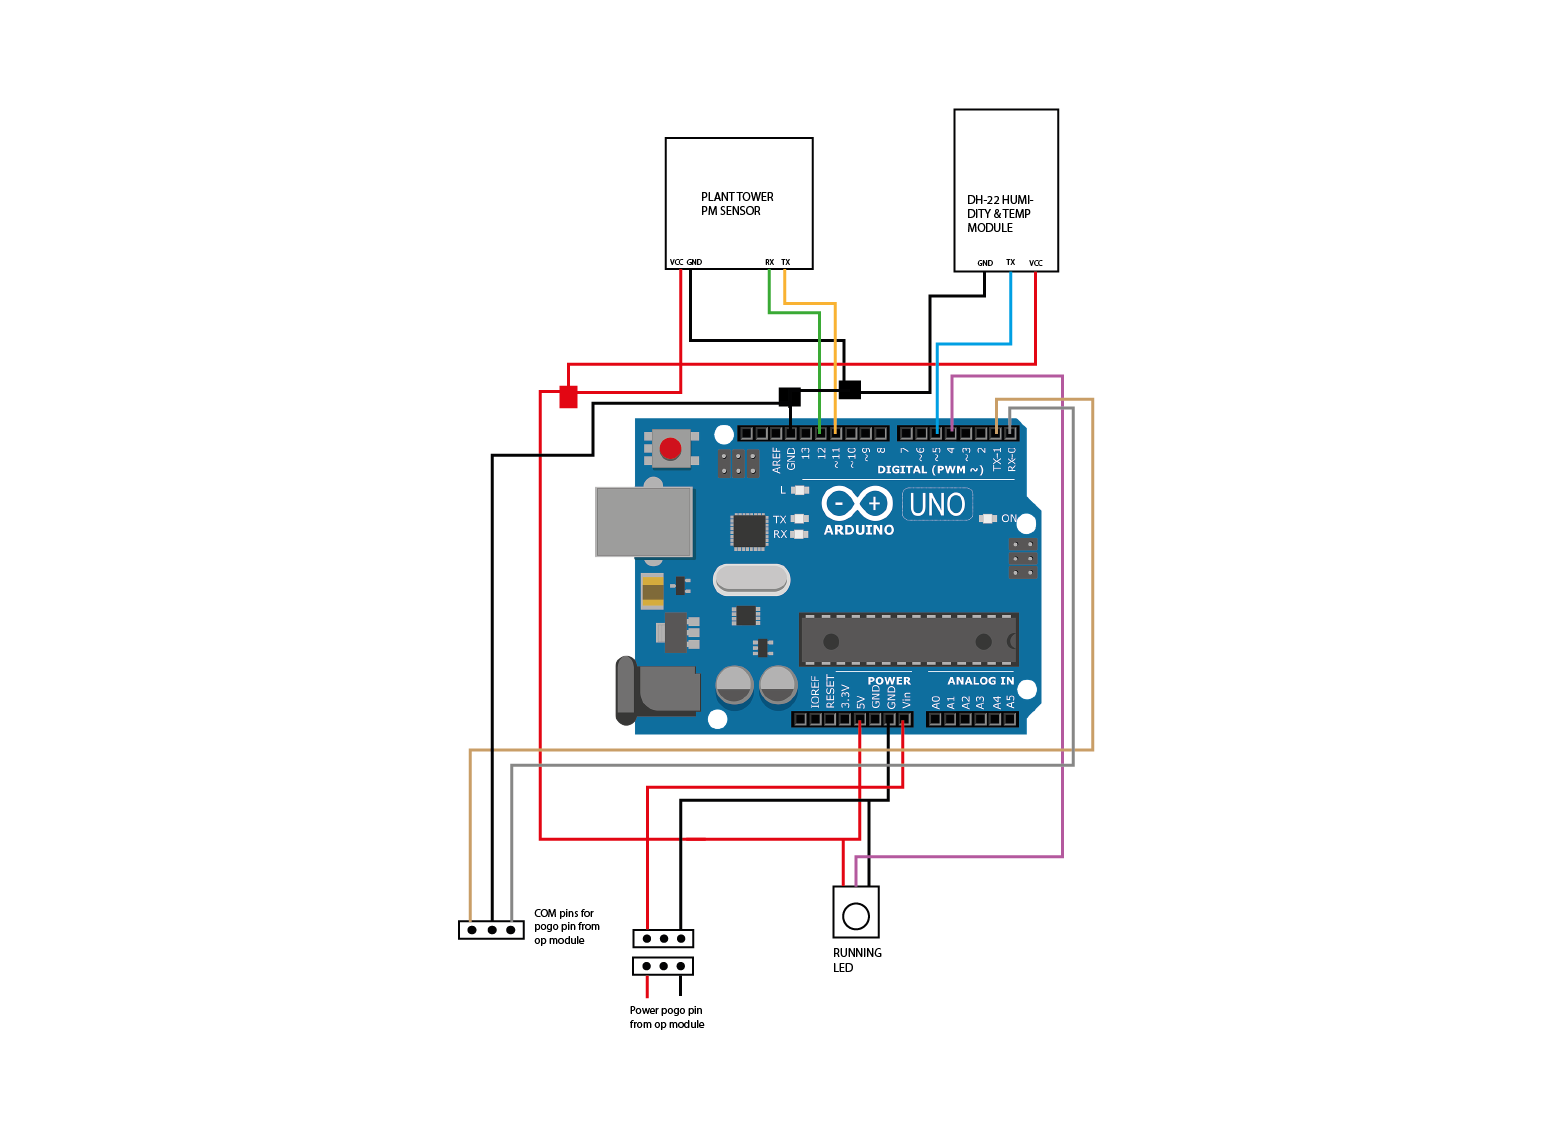 PLANT TOWER
PM SENSOR
VCC GND RX TX
DH-22 HUMI-
DITY & TEMP
MODULE
GND TX VCC
AREF
GND
13
12
~11
~10
~9
8
7
~6
~5
4
~3
2
TX→1
RX←0
DIGITAL (PWM ~)
L
TX
RX
UNO
ARDUINO
ON
POWER
ANALOG IN
IOREF
RESET
3.3V
5V
GND
GND
Vin
A0
A1
A2
A3
A4
A5
COM pins for
pogo pin from
op module
RUNNING
LED
Power pogo pin
from op module